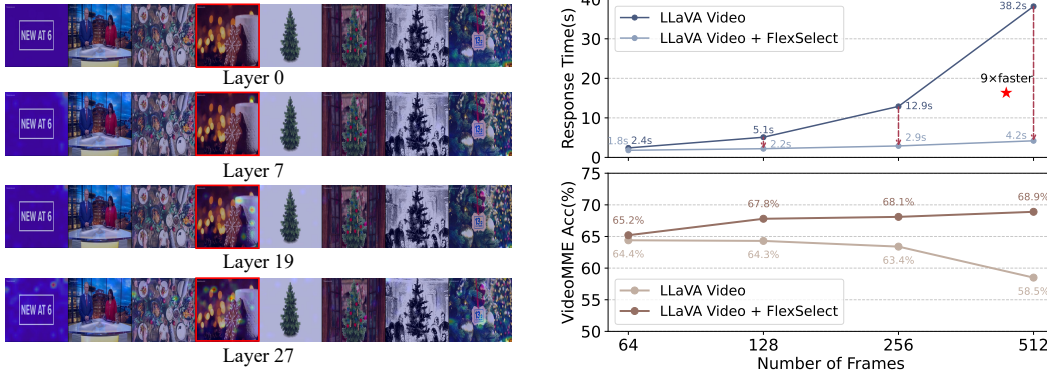 NEW AT 6
Layer 0
NEW AT 6
Layer 7
NEW AT 6
Layer 19
NEW AT 6
Layer 27
Response Time(s)
40
30
20
10
0
LLaVA Video
LLaVA Video + FlexSelect
1.8s
2.4s
5.1s
2.2s
12.9s
2.9s
38.2s
4.2s
9×faster
VideoMME Acc(%)
75
70
65
60
55
50
65.2%
67.8%
68.1%
68.9%
64.4%
64.3%
63.4%
58.5%
LLaVA Video
LLaVA Video + FlexSelect
64
128
256
512
Number of Frames